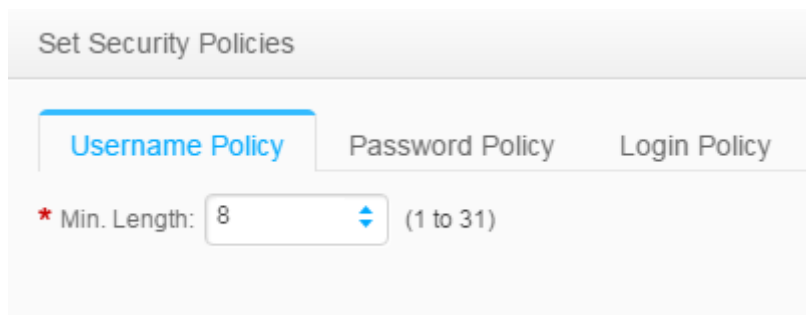 Set Security Policies
Username Policy Password Policy Login Policy
* Min. Length: 8 (1 to 31)